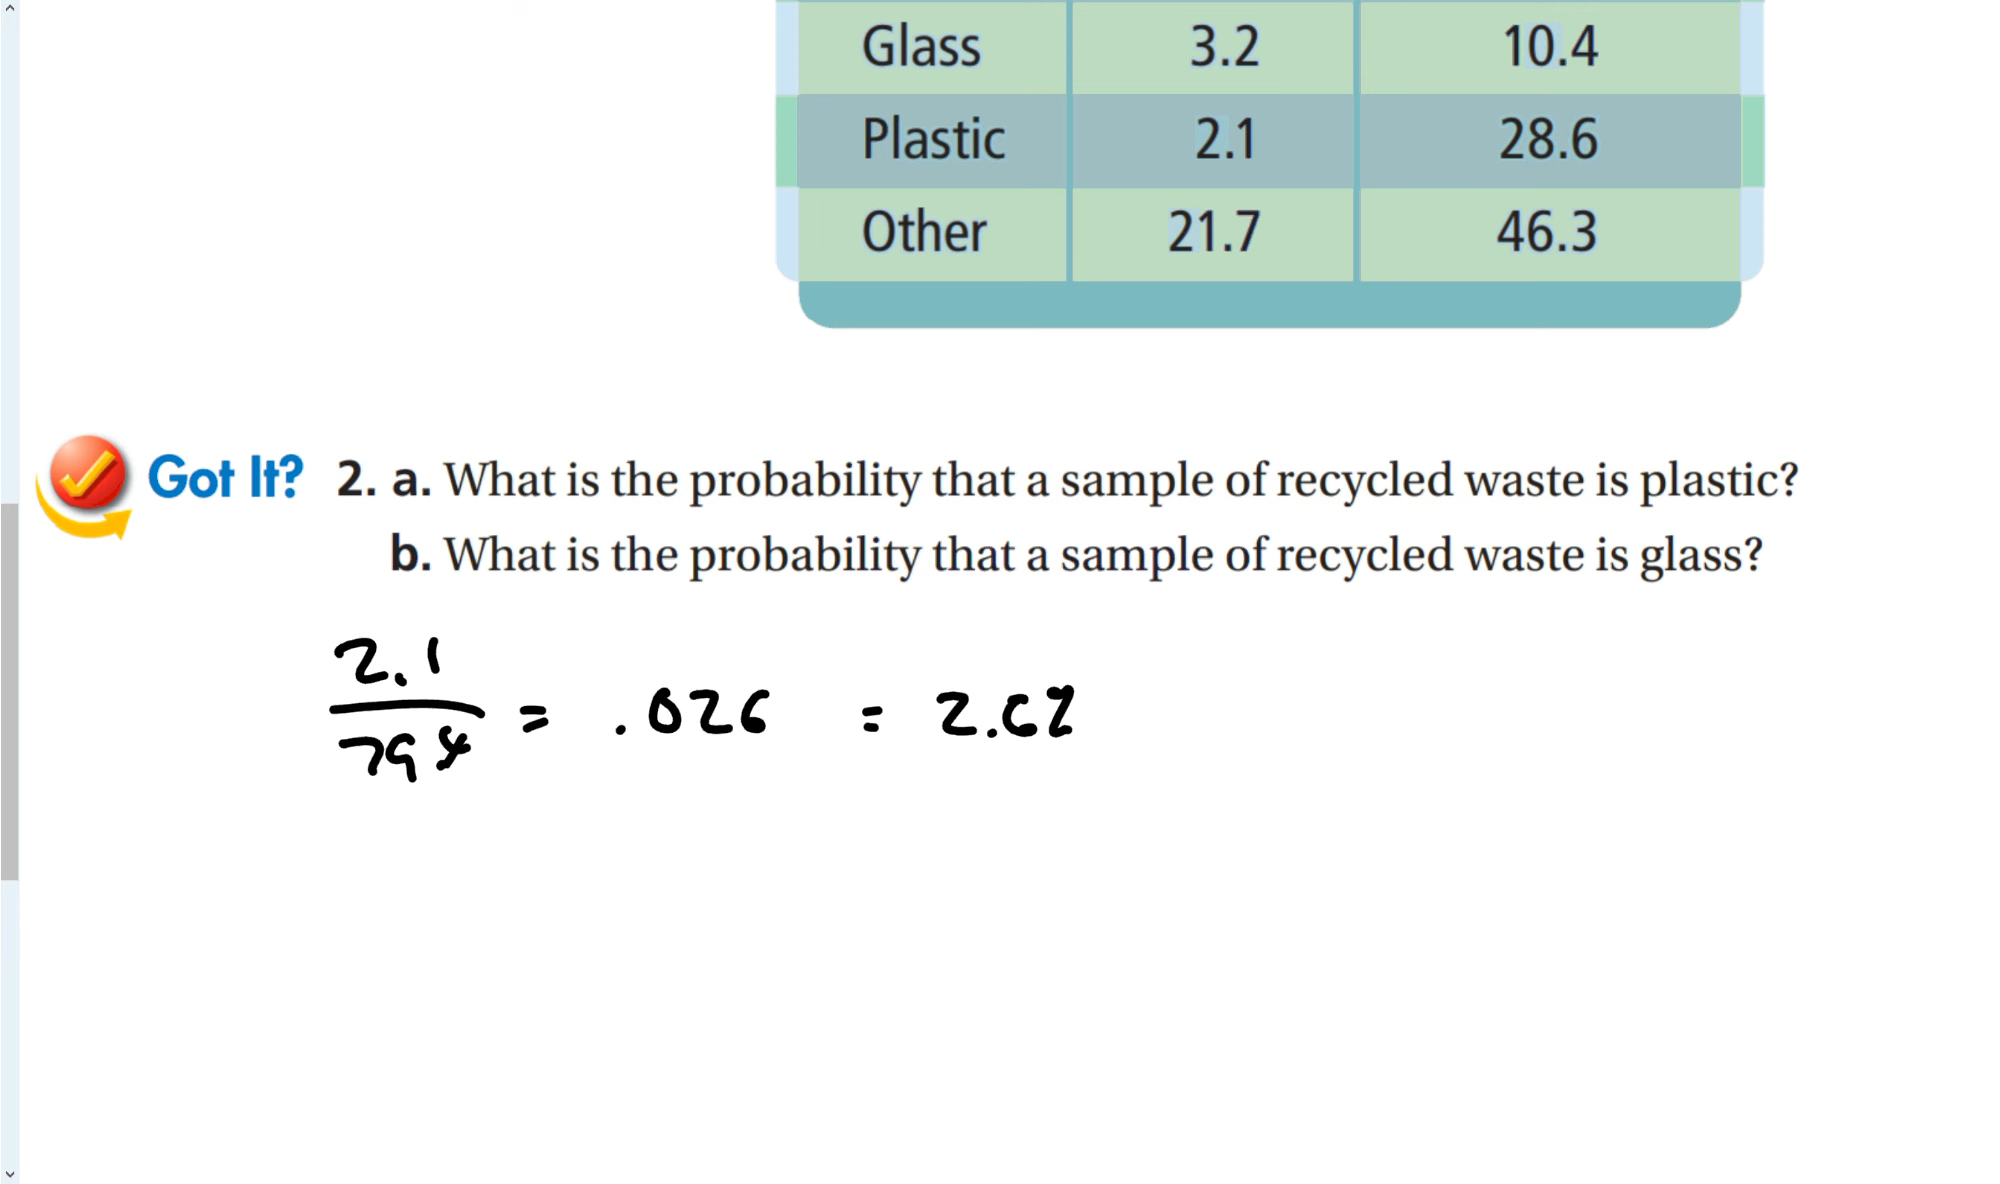 Glass 3.2 10.4
Plastic 2.1 28.6
Other 21.7 46.3
Got It? 2. a. What is the probability that a sample of recycled waste is plastic?
b. What is the probability that a sample of recycled waste is glass?
2.1
79.4 = .026 = 2.6%